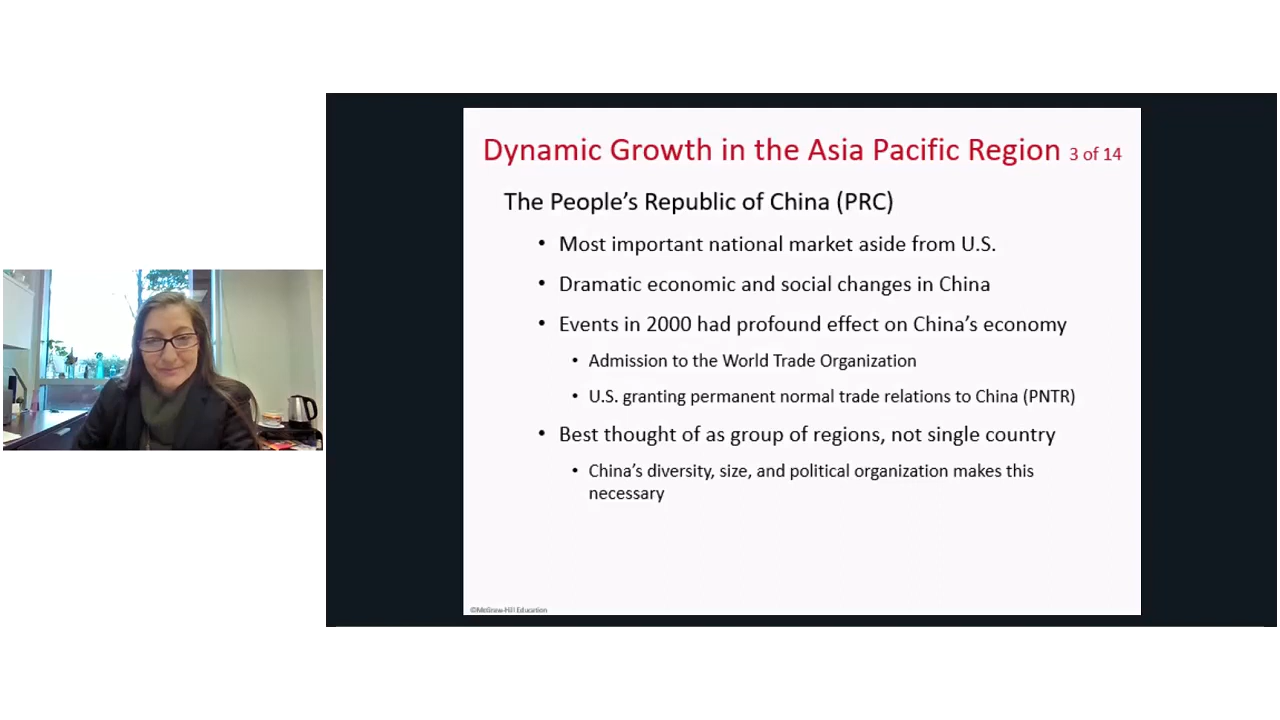 Dynamic Growth in the Asia Pacific Region 3 of 14
The People’s Republic of China (PRC)
• Most important national market aside from U.S.
• Dramatic economic and social changes in China
• Events in 2000 had profound effect on China’s economy
• Admission to the World Trade Organization
• U.S. granting permanent normal trade relations to China (PNTR)
• Best thought of as group of regions, not single country
• China’s diversity, size, and political organization makes this
necessary
©McGraw-Hill Education